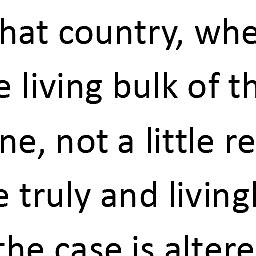 hat country, whe
e living bulk of th
ne, not a little re
e truly and livingl
the case is altere